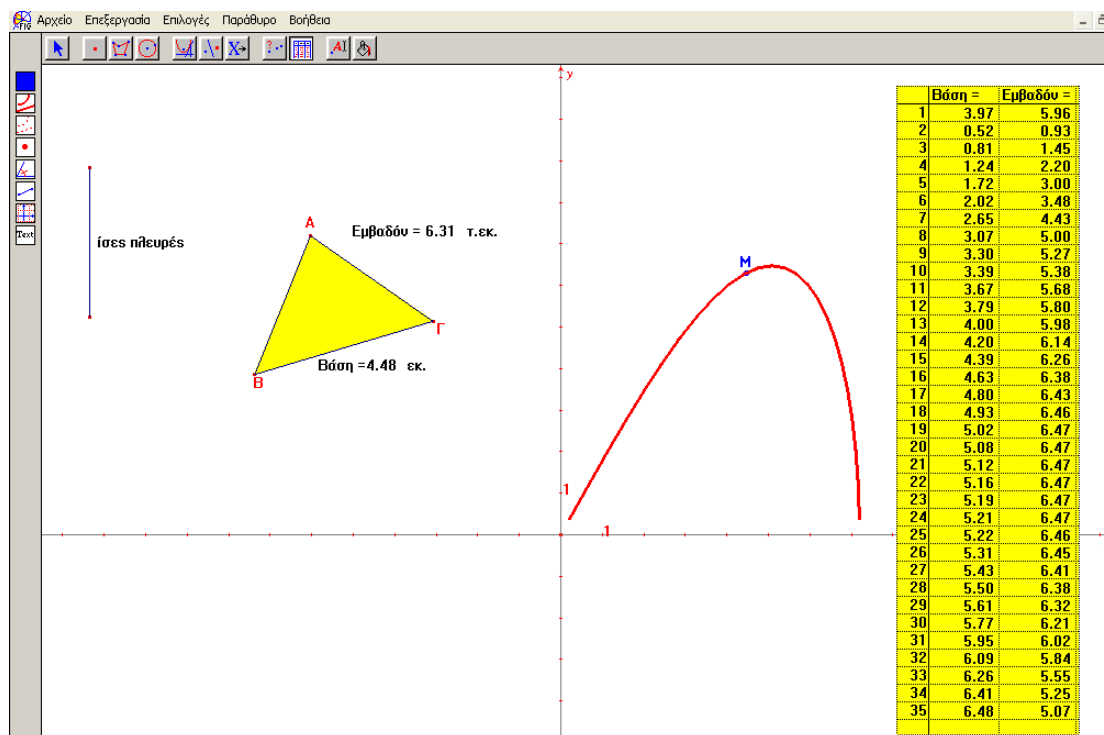 Αρχείο Επεξεργασία Επιλογές Παράθυρο Βοήθεια
Text
ίσες πλευρές
Α
Εμβαδόν = 6.31 τ.εκ.
Γ
Βάση =4.48 εκ.
Β
y
Μ
1
1
Βάση = Εμβαδόν =
1 3.97 5.96
2 0.52 0.93
3 0.81 1.45
4 1.24 2.20
5 1.72 3.00
6 2.02 3.48
7 2.65 4.43
8 3.07 5.00
9 3.30 5.27
10 3.39 5.38
11 3.67 5.68
12 3.79 5.80
13 4.00 5.98
14 4.20 6.14
15 4.39 6.26
16 4.63 6.38
17 4.80 6.43
18 4.93 6.46
19 5.02 6.47
20 5.08 6.47
21 5.12 6.47
22 5.16 6.47
23 5.19 6.47
24 5.21 6.47
25 5.22 6.46
26 5.31 6.45
27 5.43 6.41
28 5.50 6.38
29 5.61 6.32
30 5.77 6.21
31 5.95 6.02
32 6.09 5.84
33 6.26 5.55
34 6.41 5.25
35 6.48 5.07